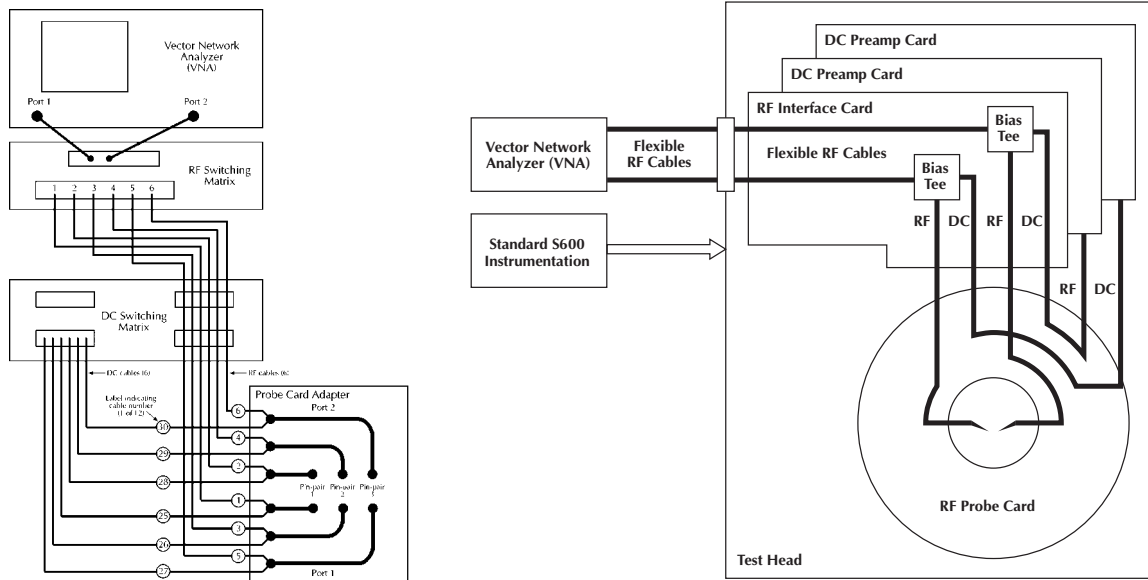 Vector Network
Analyzer
(VNA)
Port 1
Port 2
RF Switching
Matrix
1 2 3 4 5 6
DC Switching
Matrix
DC cables (6)
RF cables (6)
Label indicating
cable number
(1 of 12)
Probe Card Adapter
Port 2
6
30
4
29
2
28
Pin-pair
1
Pin-pair
2
Pin-pair
3
1
25
3
26
5
27
Port 1
DC Preamp Card
DC Preamp Card
RF Interface Card
Bias
Tee
Vector Network
Analyzer (VNA)
Flexible
RF Cables
Flexible RF Cables
Bias
Tee
RF DC RF DC
Standard S600
Instrumentation
RF DC
RF Probe Card
Test Head